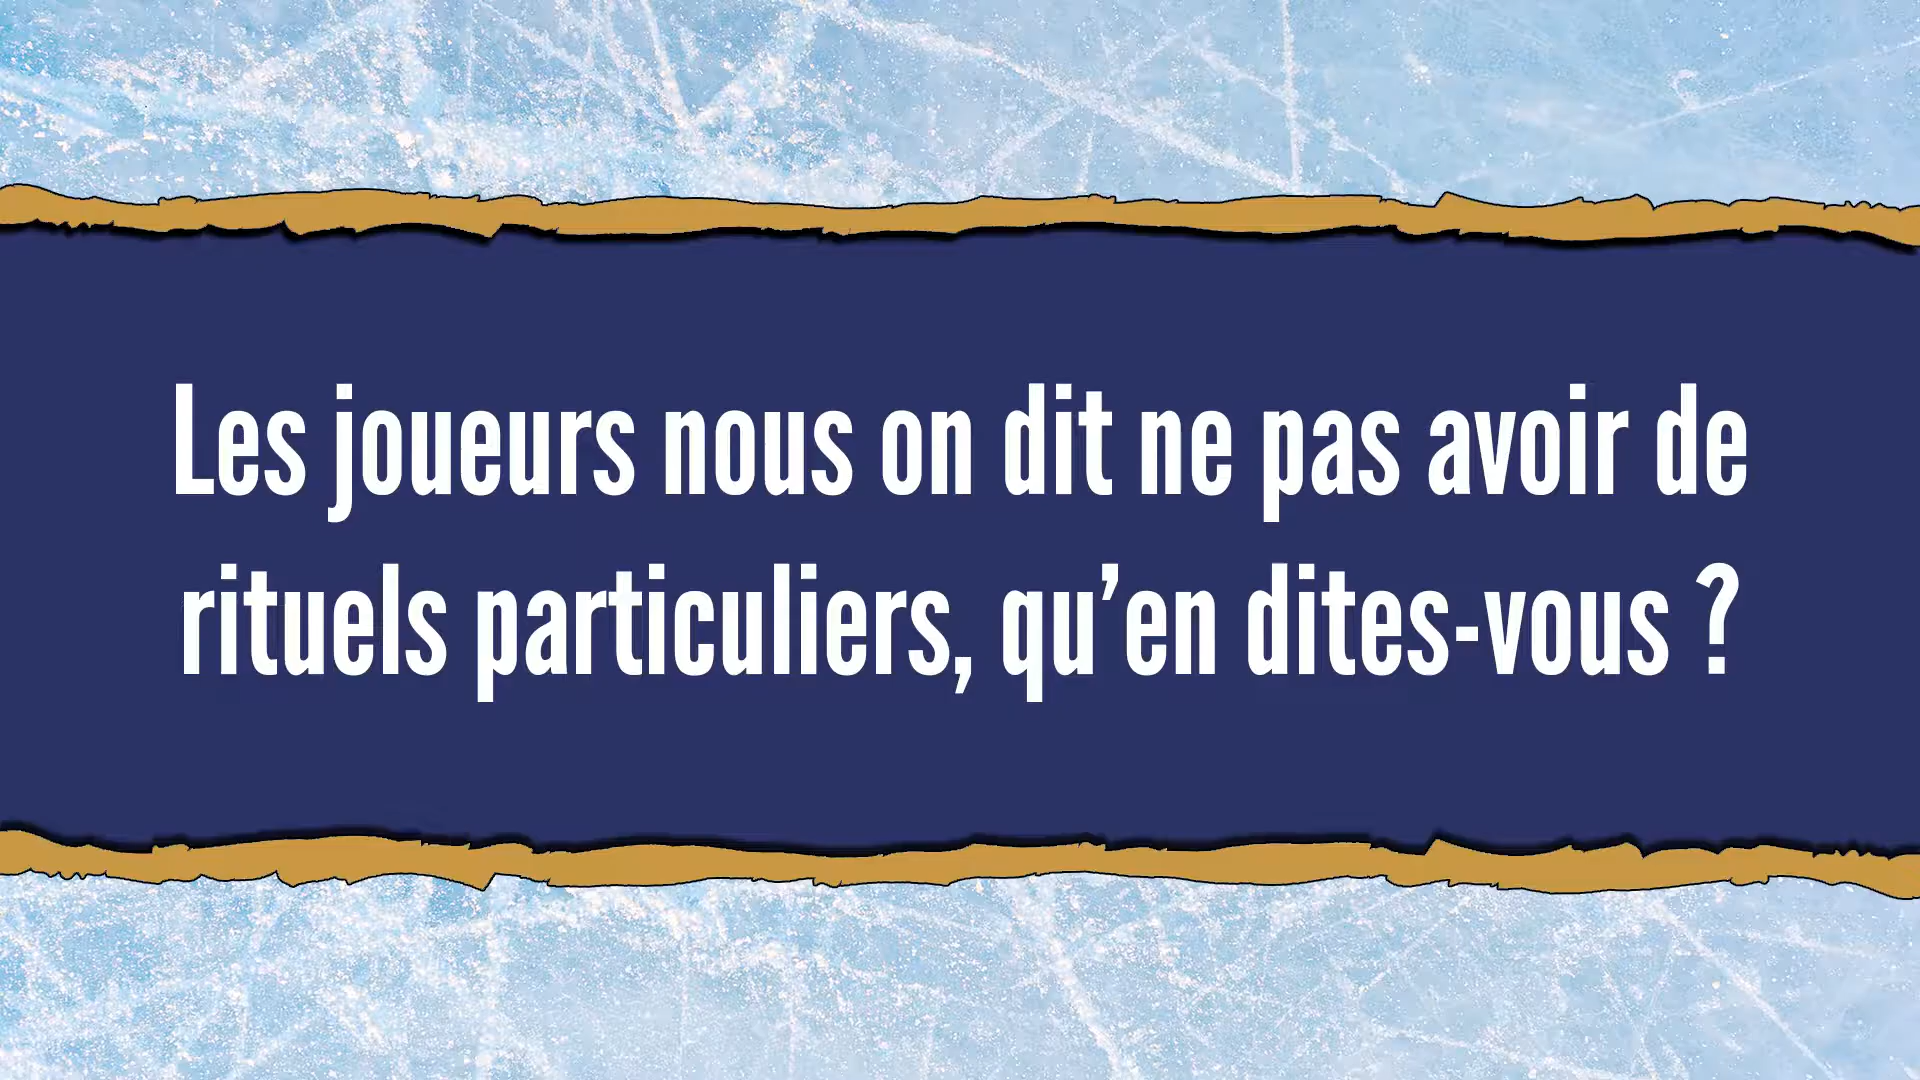 Les joueurs nous on dit ne pas avoir de
rituels particuliers, qu’en dites-vous ?